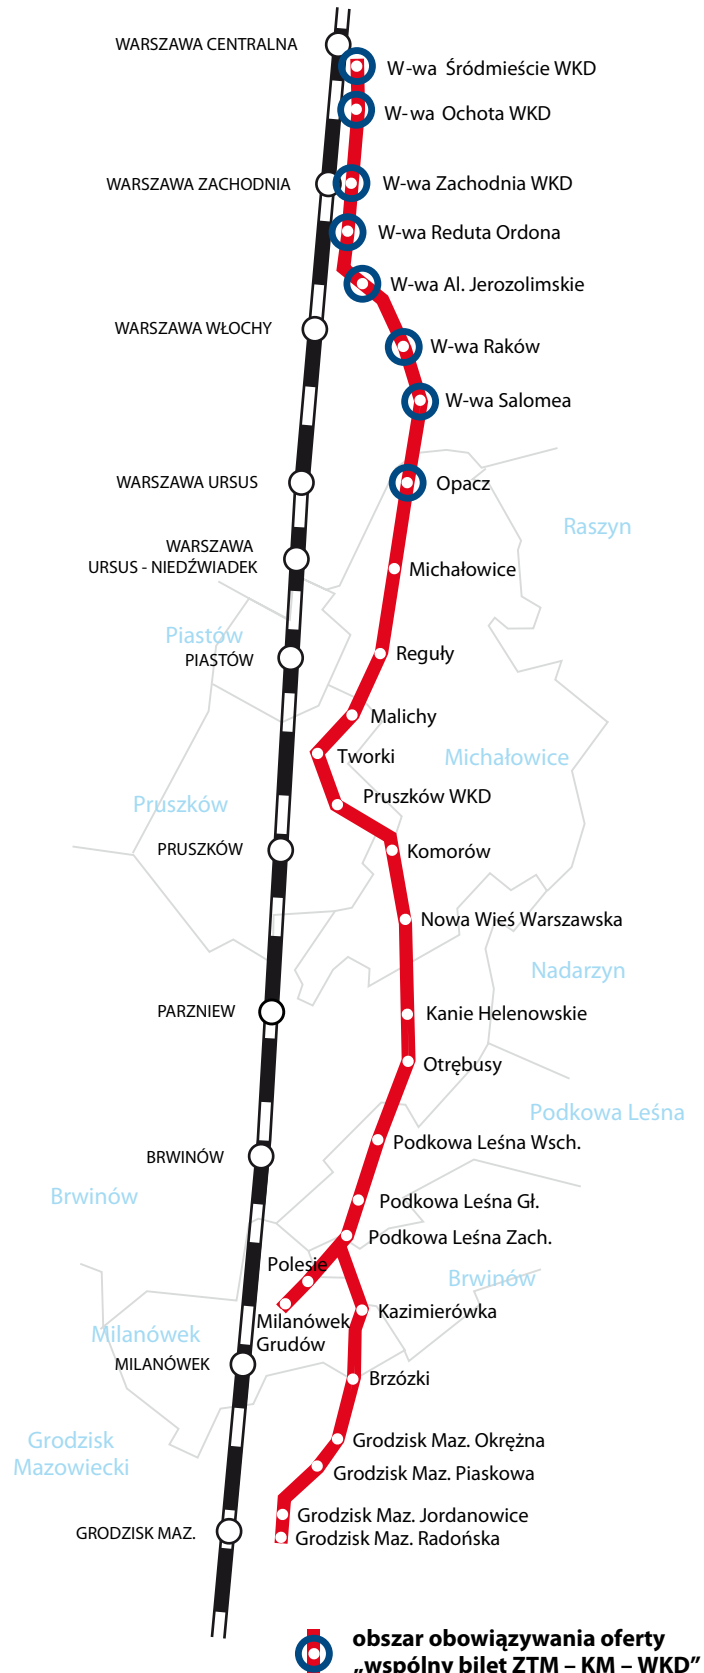 WARSZAWA CENTRALNA
W-wa Śródmieście WKD
W-wa Ochota WKD
WARSZAWA ZACHODNIA
W-wa Zachodnia WKD
W-wa Reduta Ordona
W-wa Al. Jerozolimskie
WARSZAWA WŁOCHY
W-wa Raków
W-wa Salomea
WARSZAWA URSUS
Opacz
Raszyn
WARSZAWA
URSUS - NIEDŹWIADEK
Michałowice
Piastów
PIASTÓW
Reguły
Malichy
Tworki
Michałowice
Pruszków
Pruszków WKD
PRUSZKÓW
Komorów
Nowa Wieś Warszawska
Nadarzyn
PARZNIEW
Kanie Helenowskie
Otrębusy
Podkowa Leśna
BRWINÓW
Podkowa Leśna Wsch.
Brwinów
Podkowa Leśna Gł.
Podkowa Leśna Zach.
Polesie
Brwinów
Milanówek
Grudów
Kazimierówka
Milanówek
MILANÓWEK
Brzózki
Grodzisk
Mazowiecki
Grodzisk Maz. Okrężna
Grodzisk Maz. Piaskowa
Grodzisk Maz. Jordanowice
GRODZISK MAZ.
Grodzisk Maz. Radońska
obszar obowiązywania oferty
„wspólny bilet ZTM – KM – WKD”